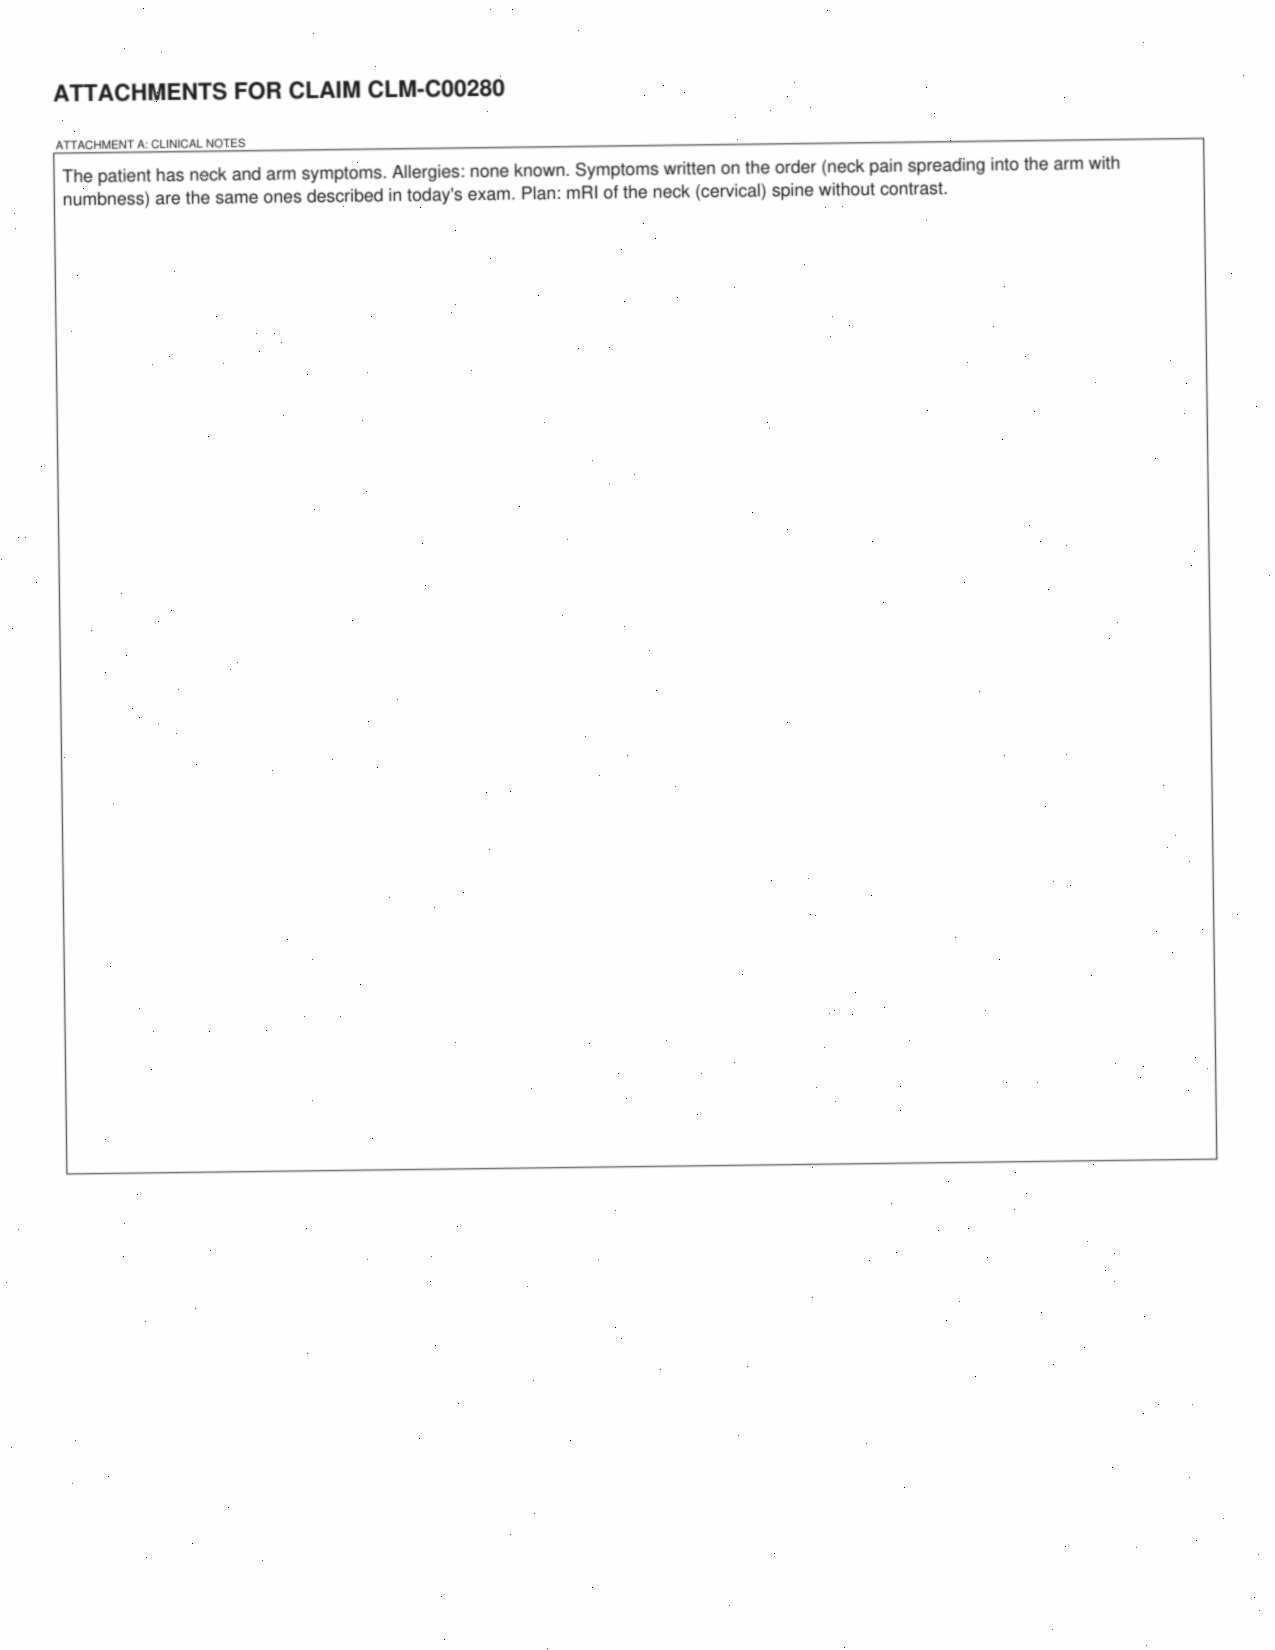 ATTACHMENTS FOR CLAIM CLM-C00280
ATTACHMENT A: CLINICAL NOTES
The patient has neck and arm symptoms. Allergies: none known. Symptoms written on the order (neck pain spreading into the arm with
numbness) are the same ones described in today's exam. Plan: mRI of the neck (cervical) spine without contrast.